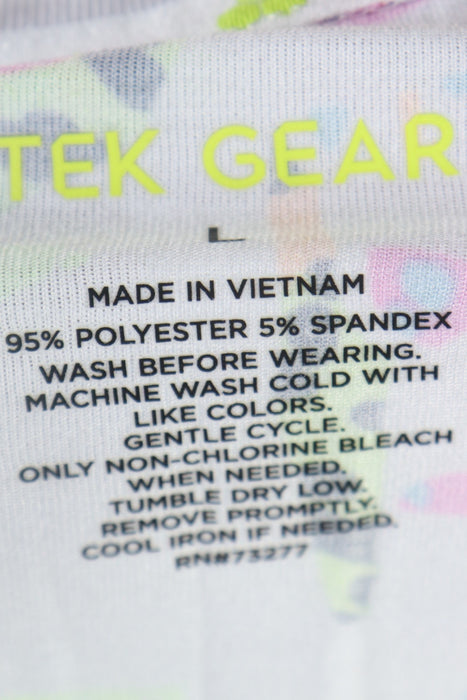 TEK GEAR
L
MADE IN VIETNAM
95% POLYESTER 5% SPANDEX
WASH BEFORE WEARING.
MACHINE WASH COLD WITH
LIKE COLORS.
GENTLE CYCLE.
ONLY NON-CHLORINE BLEACH
WHEN NEEDED.
TUMBLE DRY LOW.
REMOVE PROMPTLY.
COOL IRON IF NEEDED.
RN#73277